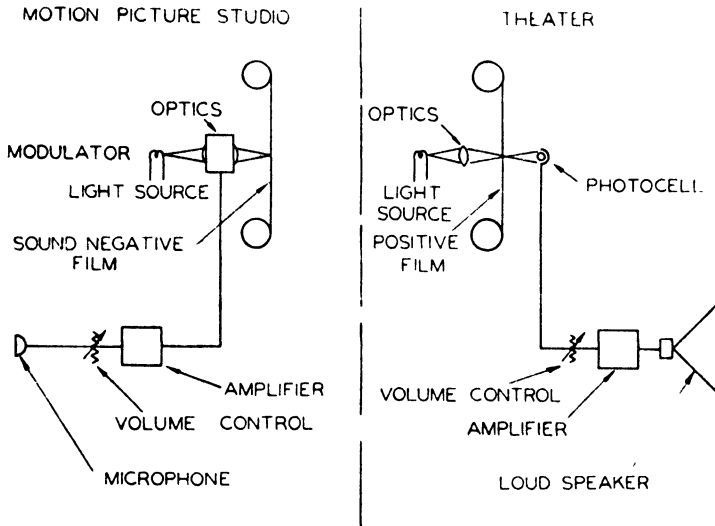 MOTION PICTURE STUDIO
OPTICS
MODULATOR
LIGHT SOURCE
SOUND NEGATIVE
FILM
AMPLIFIER
VOLUME CONTROL
MICROPHONE
THEATER
OPTICS
PHOTOCELL
LIGHT
SOURCE
POSITIVE
FILM
VOLUME CONTROL
AMPLIFIER
LOUD SPEAKER